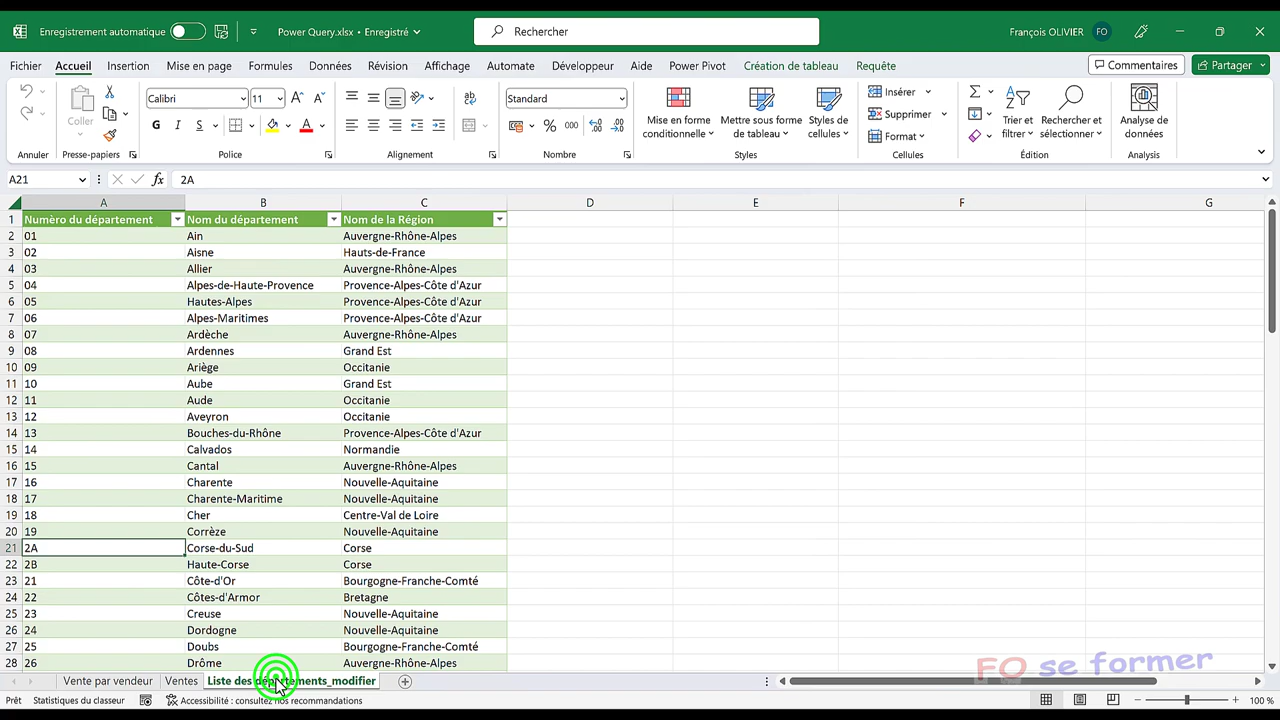 Enregistrement automatique Power Query.xlsx • Enregistré Rechercher François OLIVIER FO
Fichier Accueil Insertion Mise en page Formules Données Révision Affichage Automate Développeur Aide Power Pivot Création de tableau Requête Commentaires Partager
Coller Calibri 11 Standard Mise en forme conditionnelle Mettre sous forme de tableau Styles de cellules Insérer Supprimer Format Trier et filtrer Rechercher et sélectionner Analyse de données
Annuler Presse-papiers Police Alignement Nombre Styles Cellules Édition Analysis
A21 fx 2A
A B C D E F G
1 Numèro du département Nom du département Nom de la Région
2 01 Ain Auvergne-Rhône-Alpes
3 02 Aisne Hauts-de-France
4 03 Allier Auvergne-Rhône-Alpes
5 04 Alpes-de-Haute-Provence Provence-Alpes-Côte d'Azur
6 05 Hautes-Alpes Provence-Alpes-Côte d'Azur
7 06 Alpes-Maritimes Provence-Alpes-Côte d'Azur
8 07 Ardèche Auvergne-Rhône-Alpes
9 08 Ardennes Grand Est
10 09 Ariège Occitanie
11 10 Aube Grand Est
12 11 Aude Occitanie
13 12 Aveyron Occitanie
14 13 Bouches-du-Rhône Provence-Alpes-Côte d'Azur
15 14 Calvados Normandie
16 15 Cantal Auvergne-Rhône-Alpes
17 16 Charente Nouvelle-Aquitaine
18 17 Charente-Maritime Nouvelle-Aquitaine
19 18 Cher Centre-Val de Loire
20 19 Corrèze Nouvelle-Aquitaine
21 2A Corse-du-Sud Corse
22 2B Haute-Corse Corse
23 21 Côte-d'Or Bourgogne-Franche-Comté
24 22 Côtes-d'Armor Bretagne
25 23 Creuse Nouvelle-Aquitaine
26 24 Dordogne Nouvelle-Aquitaine
27 25 Doubs Bourgogne-Franche-Comté
28 26 Drôme Auvergne-Rhône-Alpes
FO se former
Vente par vendeur Ventes Liste des départements_modifier
Prêt Statistiques du classeur Accessibilité : consultez nos recommandations 100 %